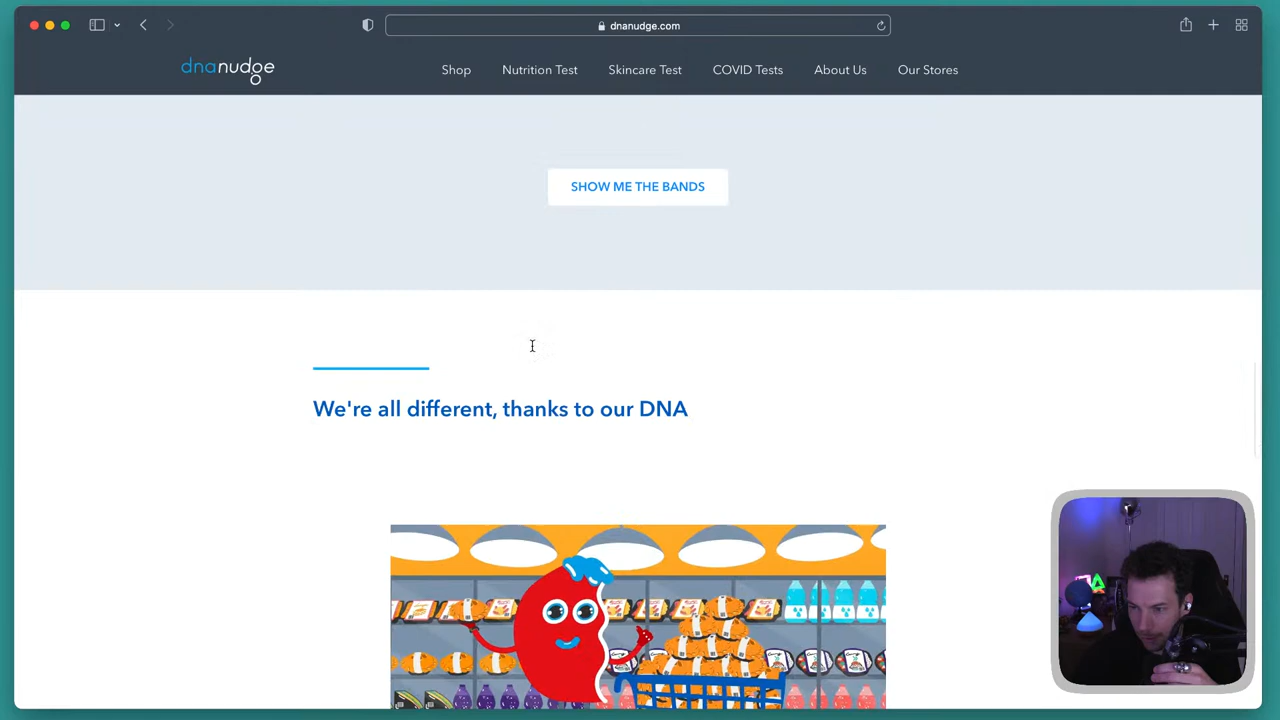 dnanudge.com
dnanudge
Shop
Nutrition Test
Skincare Test
COVID Tests
About Us
Our Stores
SHOW ME THE BANDS
We're all different, thanks to our DNA